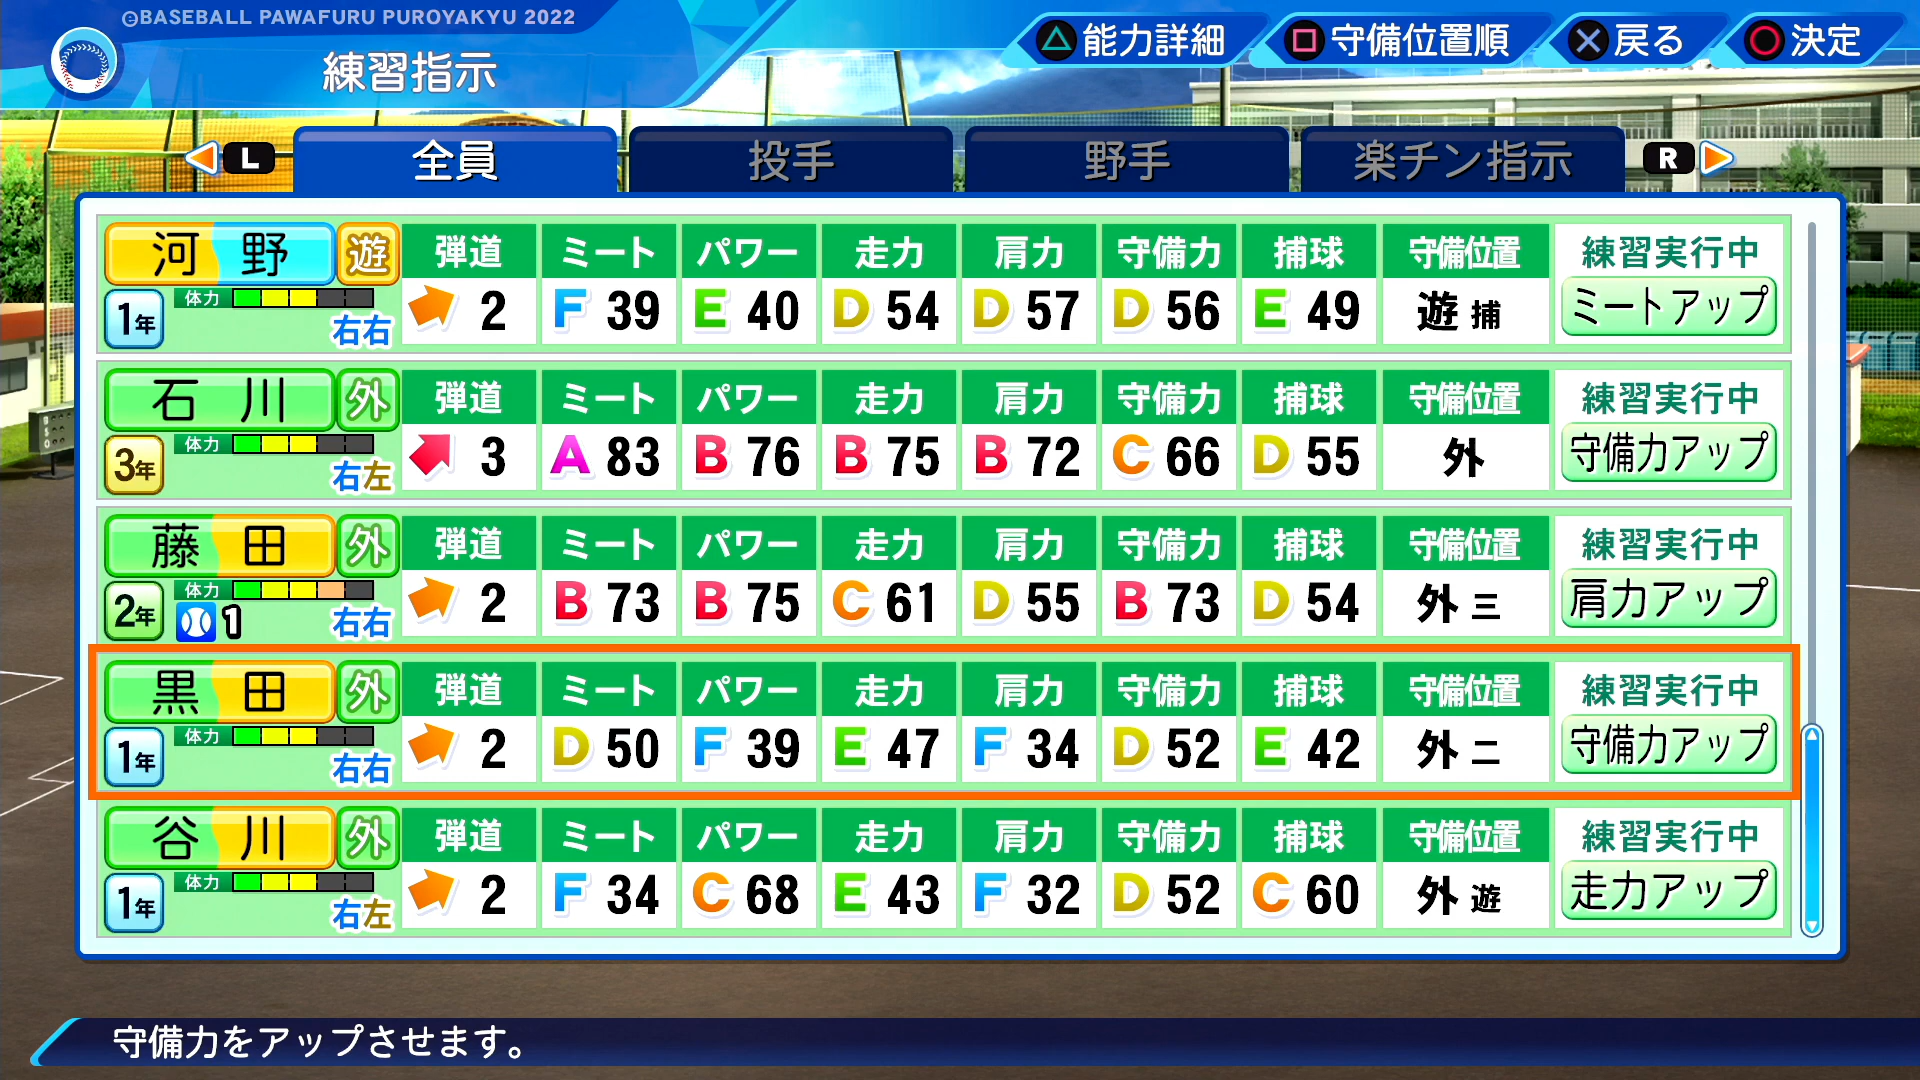 eBASEBALL PAWAFURU PUROYAKYU 2022
練習指示
能力詳細 守備位置順 戻る 決定
L 全員 投手 野手 楽チン指示 R
河野 遊 弾道 ミート パワー 走力 肩力 守備力 捕球 守備位置 練習実行中
1年 体力 右右 2 F 39 E 40 D 54 D 57 D 56 E 49 遊 捕 ミートアップ
石川 外 弾道 ミート パワー 走力 肩力 守備力 捕球 守備位置 練習実行中
3年 体力 右左 3 A 83 B 76 B 75 B 72 C 66 D 55 外 守備力アップ
藤田 外 弾道 ミート パワー 走力 肩力 守備力 捕球 守備位置 練習実行中
2年 体力 1 右右 2 B 73 B 75 C 61 D 55 B 73 D 54 外 三 肩力アップ
黒田 外 弾道 ミート パワー 走力 肩力 守備力 捕球 守備位置 練習実行中
1年 体力 右右 2 D 50 F 39 E 47 F 34 D 52 E 42 外 二 守備力アップ
谷川 外 弾道 ミート パワー 走力 肩力 守備力 捕球 守備位置 練習実行中
1年 体力 右左 2 F 34 C 68 E 43 F 32 D 52 C 60 外 遊 走力アップ
守備力をアップさせます。